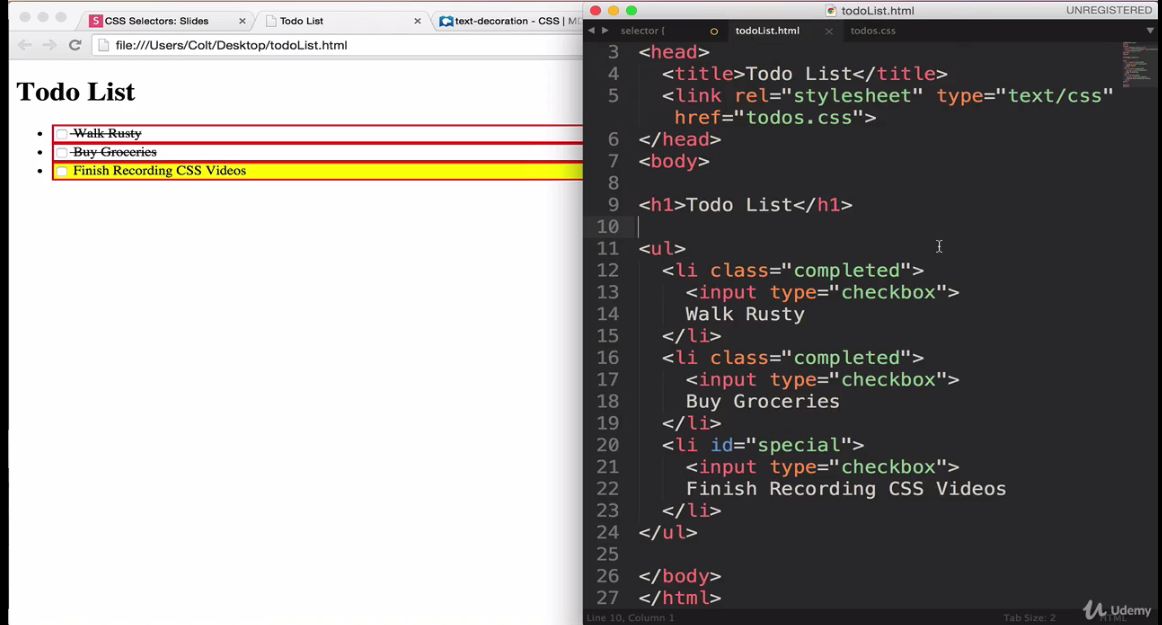 CSS Selectors: Slides
Todo List
text-decoration - CSS | M
file:///Users/Colt/Desktop/todoList.html
Todo List
Walk Rusty
Buy Groceries
Finish Recording CSS Videos
todoList.html
UNREGISTERED
selector {
todoList.html
todos.css
3 <head>
4 <title>Todo List</title>
5 <link rel="stylesheet" type="text/css"
href="todos.css">
6 </head>
7 <body>
8
9 <h1>Todo List</h1>
10
11 <ul>
12 <li class="completed">
13 <input type="checkbox">
14 Walk Rusty
15 </li>
16 <li class="completed">
17 <input type="checkbox">
18 Buy Groceries
19 </li>
20 <li id="special">
21 <input type="checkbox">
22 Finish Recording CSS Videos
23 </li>
24 </ul>
25
26 </body>
27 </html>
Line 10, Column 1
Tab Size: 2
HTML
Udemy